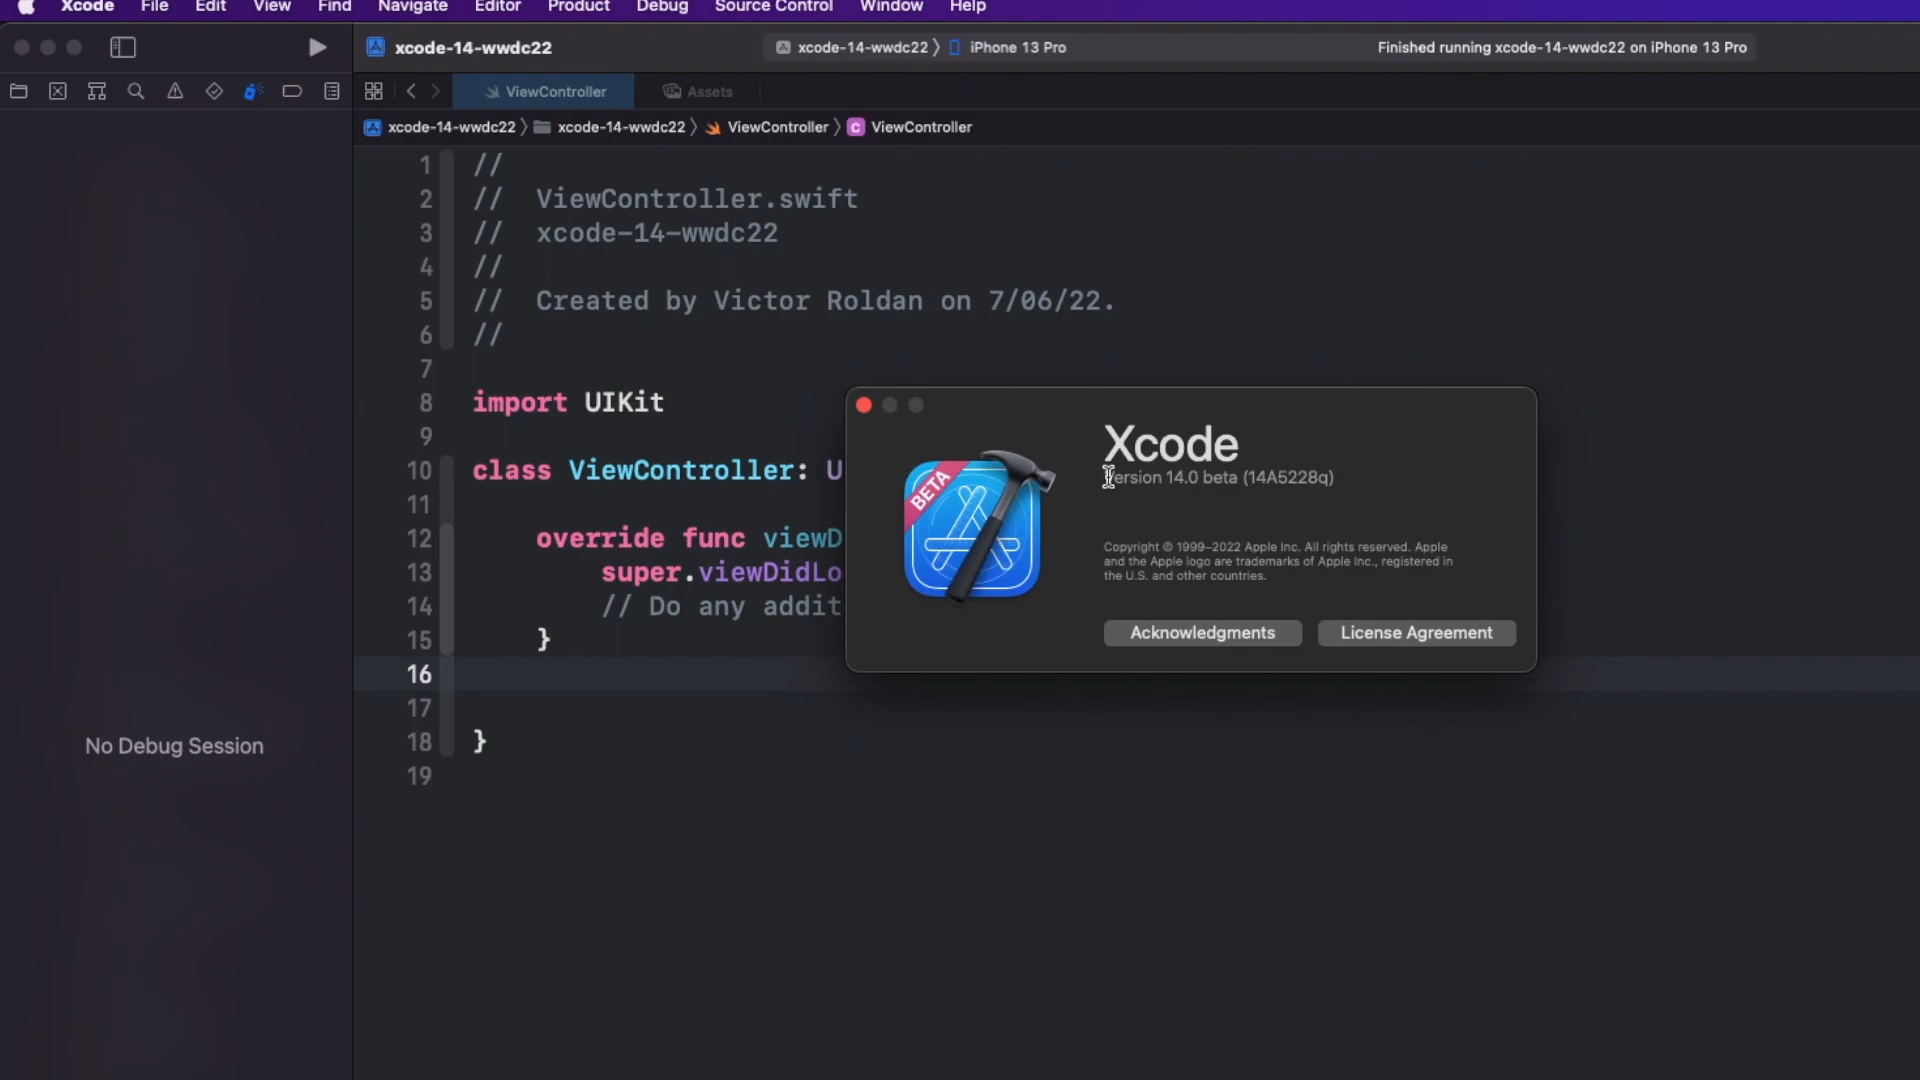 Xcode File Edit View Find Navigate Editor Product Debug Source Control Window Help
xcode-14-wwdc22 xcode-14-wwdc22 〉 iPhone 13 Pro Finished running xcode-14-wwdc22 on iPhone 13 Pro
ViewController Assets
xcode-14-wwdc22 〉 xcode-14-wwdc22 〉 ViewController 〉 C ViewController
1 //
2 // ViewController.swift
3 // xcode-14-wwdc22
4 //
5 // Created by Victor Roldan on 7/06/22.
6 //
7
8 import UIKit
9
10 class ViewController: U
11
12 override func viewD
13 super.viewDidLo
14 // Do any addit
15 }
16
17
18 }
19
No Debug Session
BETA
Xcode
Version 14.0 beta (14A5228q)
Copyright © 1999–2022 Apple Inc. All rights reserved. Apple
and the Apple logo are trademarks of Apple Inc., registered in
the U.S. and other countries.
Acknowledgments License Agreement